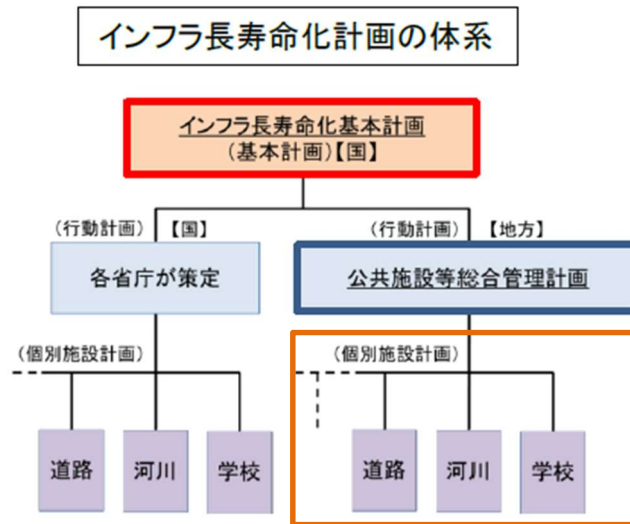 インフラ長寿命化計画の体系
インフラ長寿命化基本計画
(基本計画)【国】
(行動計画) 【国】
(行動計画) 【地方】
各省庁が策定
公共施設等総合管理計画
(個別施設計画)
(個別施設計画)
道路
河川
学校
道路
河川
学校